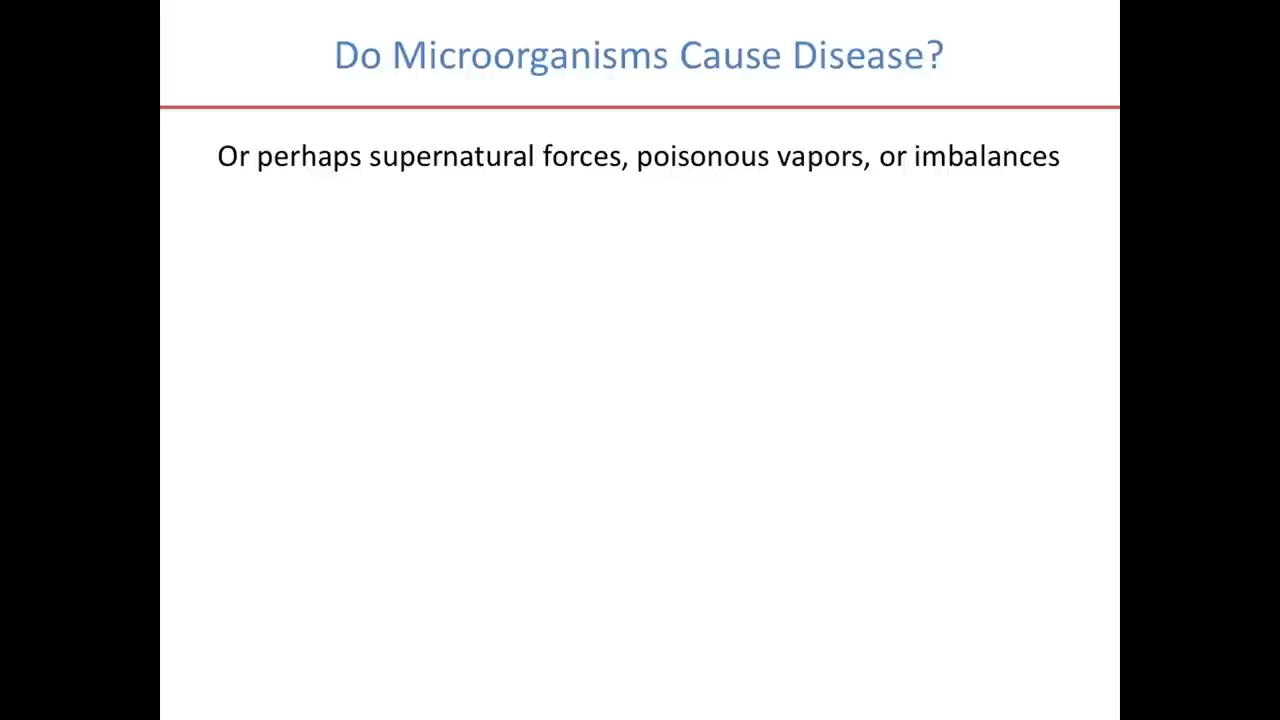 Do Microorganisms Cause Disease?
Or perhaps supernatural forces, poisonous vapors, or imbalances